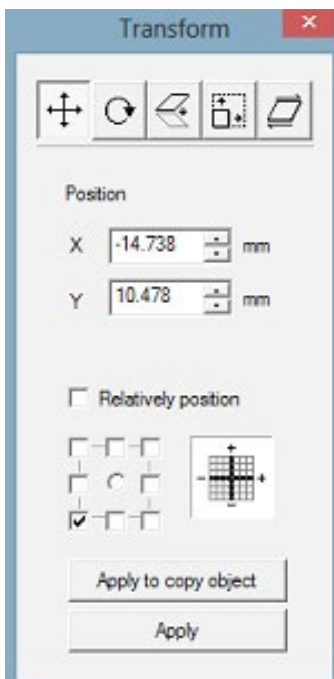 Transform
Position
X -14.738 mm
Y 10.478 mm
Relatively position
Apply to copy object
Apply